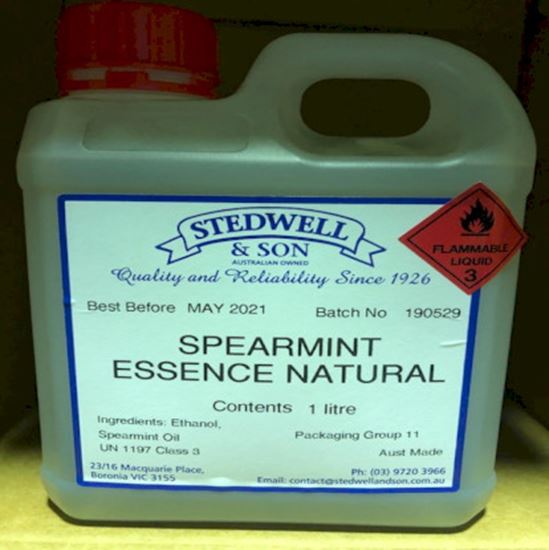 STEDWELL
& SON
AUSTRALIAN OWNED
Quality and Reliability Since 1926
FLAMMABLE
LIQUID
3
Best Before MAY 2021 Batch No 190529
SPEARMINT
ESSENCE NATURAL
Contents 1 litre
Ingredients: Ethanol,
Spearmint Oil Packaging Group 11
UN 1197 Class 3 Aust Made
23/16 Macquarie Place, Ph: (03) 9720 3966
Boronia VIC 3155 Email: contact@stedwellandson.com.au